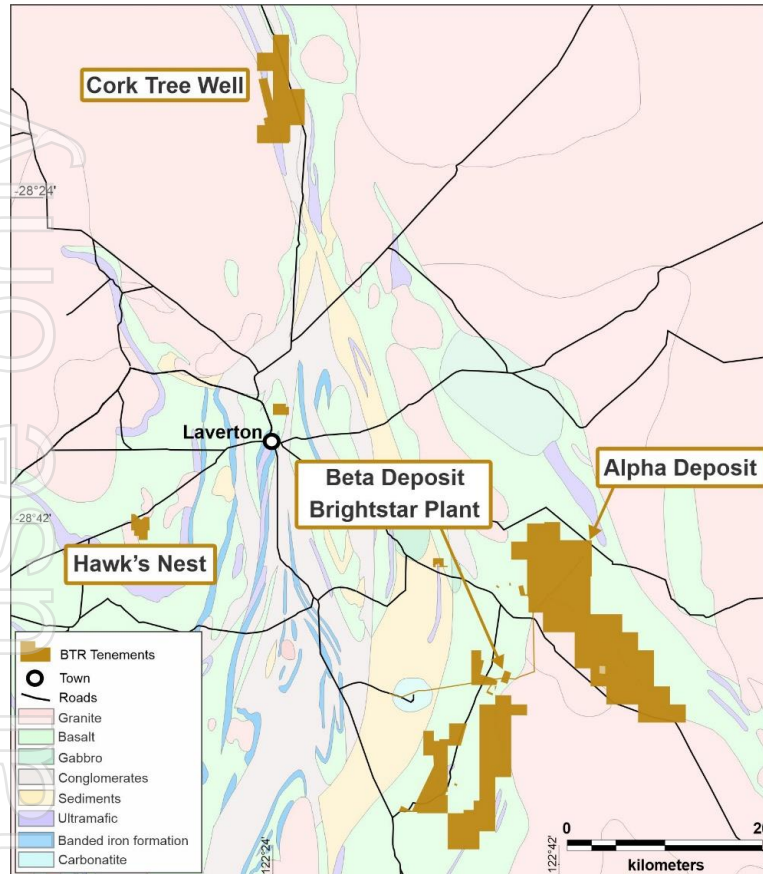 Cork Tree Well
-28°24'
Laverton
Beta Deposit
Brightstar Plant
Alpha Deposit
-28°42'
Hawk's Nest
BTR Tenements
Town
Roads
Granite
Basalt
Gabbro
Conglomerates
Sediments
Ultramafic
Banded iron formation
Carbonatite
122°24'
122°42'
0
20
kilometers